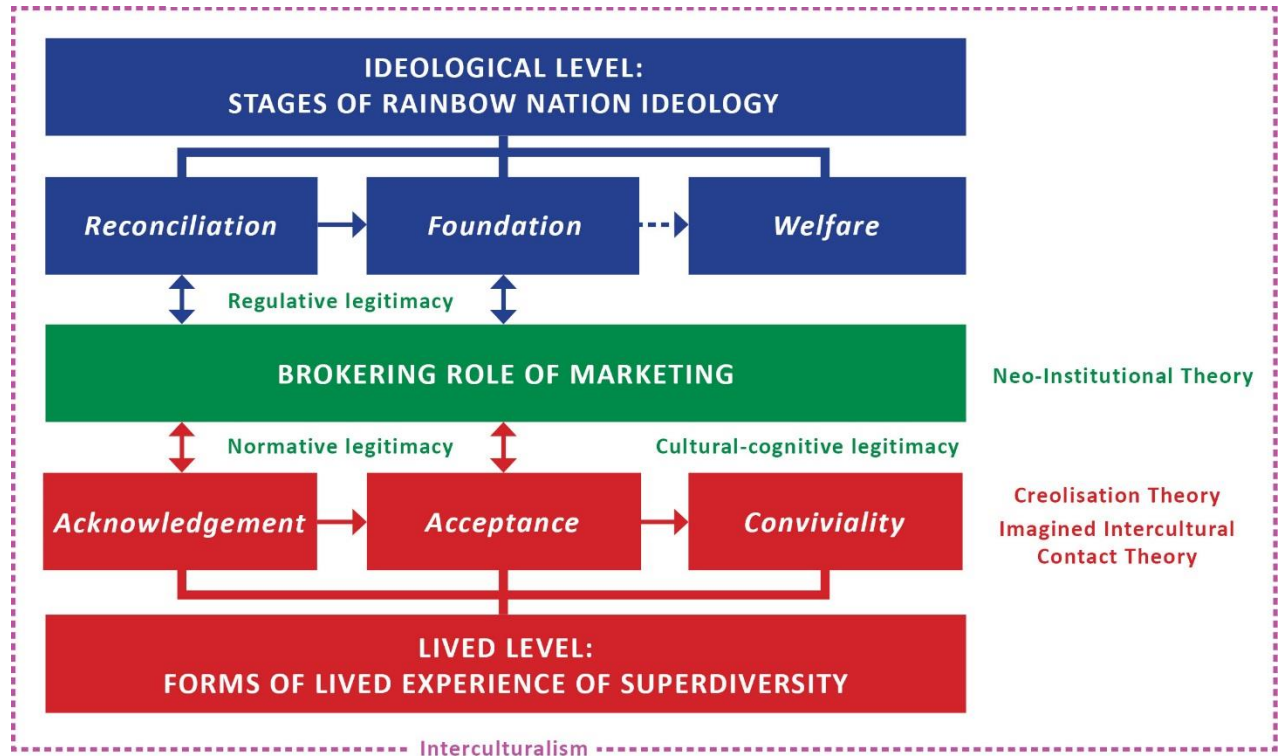 IDEOLOGICAL LEVEL:
STAGES OF RAINBOW NATION IDEOLOGY
Reconciliation
Foundation
Welfare
Regulative legitimacy
BROKERING ROLE OF MARKETING
Neo-Institutional Theory
Normative legitimacy
Cultural-cognitive legitimacy
Acknowledgement
Acceptance
Conviviality
Creolisation Theory
Imagined Intercultural
Contact Theory
LIVED LEVEL:
FORMS OF LIVED EXPERIENCE OF SUPERDIVERSITY
Interculturalism